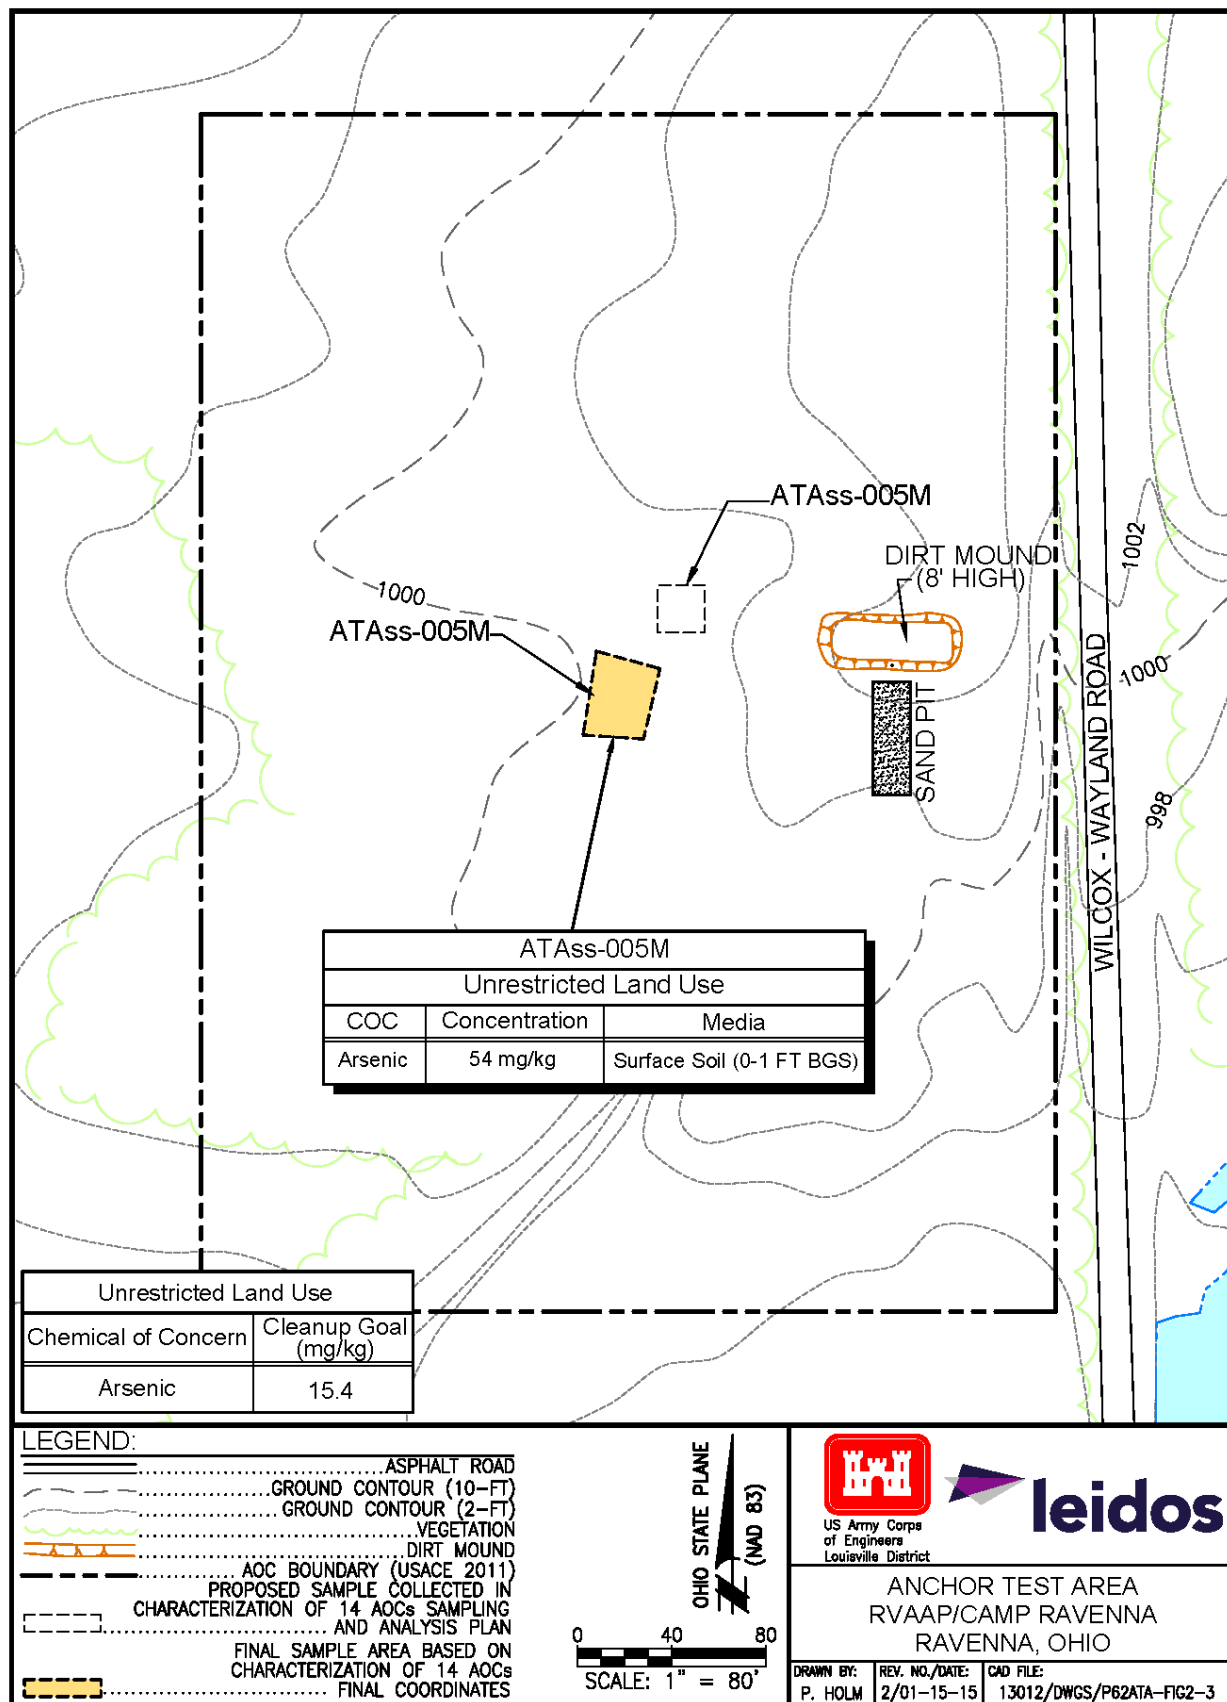 ATAss-005M
DIRT MOUND
(8' HIGH)
1002
1000
ATAss-005M
1000
SAND PIT
WILCOX - WAYLAND ROAD
998
ATAss-005M
Unrestricted Land Use
COC Concentration Media
Arsenic 54 mg/kg Surface Soil (0-1 FT BGS)
Unrestricted Land Use
Chemical of Concern Cleanup Goal (mg/kg)
Arsenic 15.4
LEGEND:
ASPHALT ROAD
GROUND CONTOUR (10-FT)
GROUND CONTOUR (2-FT)
VEGETATION
DIRT MOUND
AOC BOUNDARY (USACE 2011)
PROPOSED SAMPLE COLLECTED IN
CHARACTERIZATION OF 14 AOCs SAMPLING
AND ANALYSIS PLAN
FINAL SAMPLE AREA BASED ON
CHARACTERIZATION OF 14 AOCs
FINAL COORDINATES
OHIO STATE PLANE
(NAD 83)
0 40 80
SCALE: 1" = 80'
US Army Corps
of Engineers
Louisville District
leidos
ANCHOR TEST AREA
RVAAP/CAMP RAVENNA
RAVENNA, OHIO
DRAWN BY: REV. NO./DATE: CAD FILE:
P. HOLM 2/01-15-15 13012/DWGS/P62ATA-FIG2-3